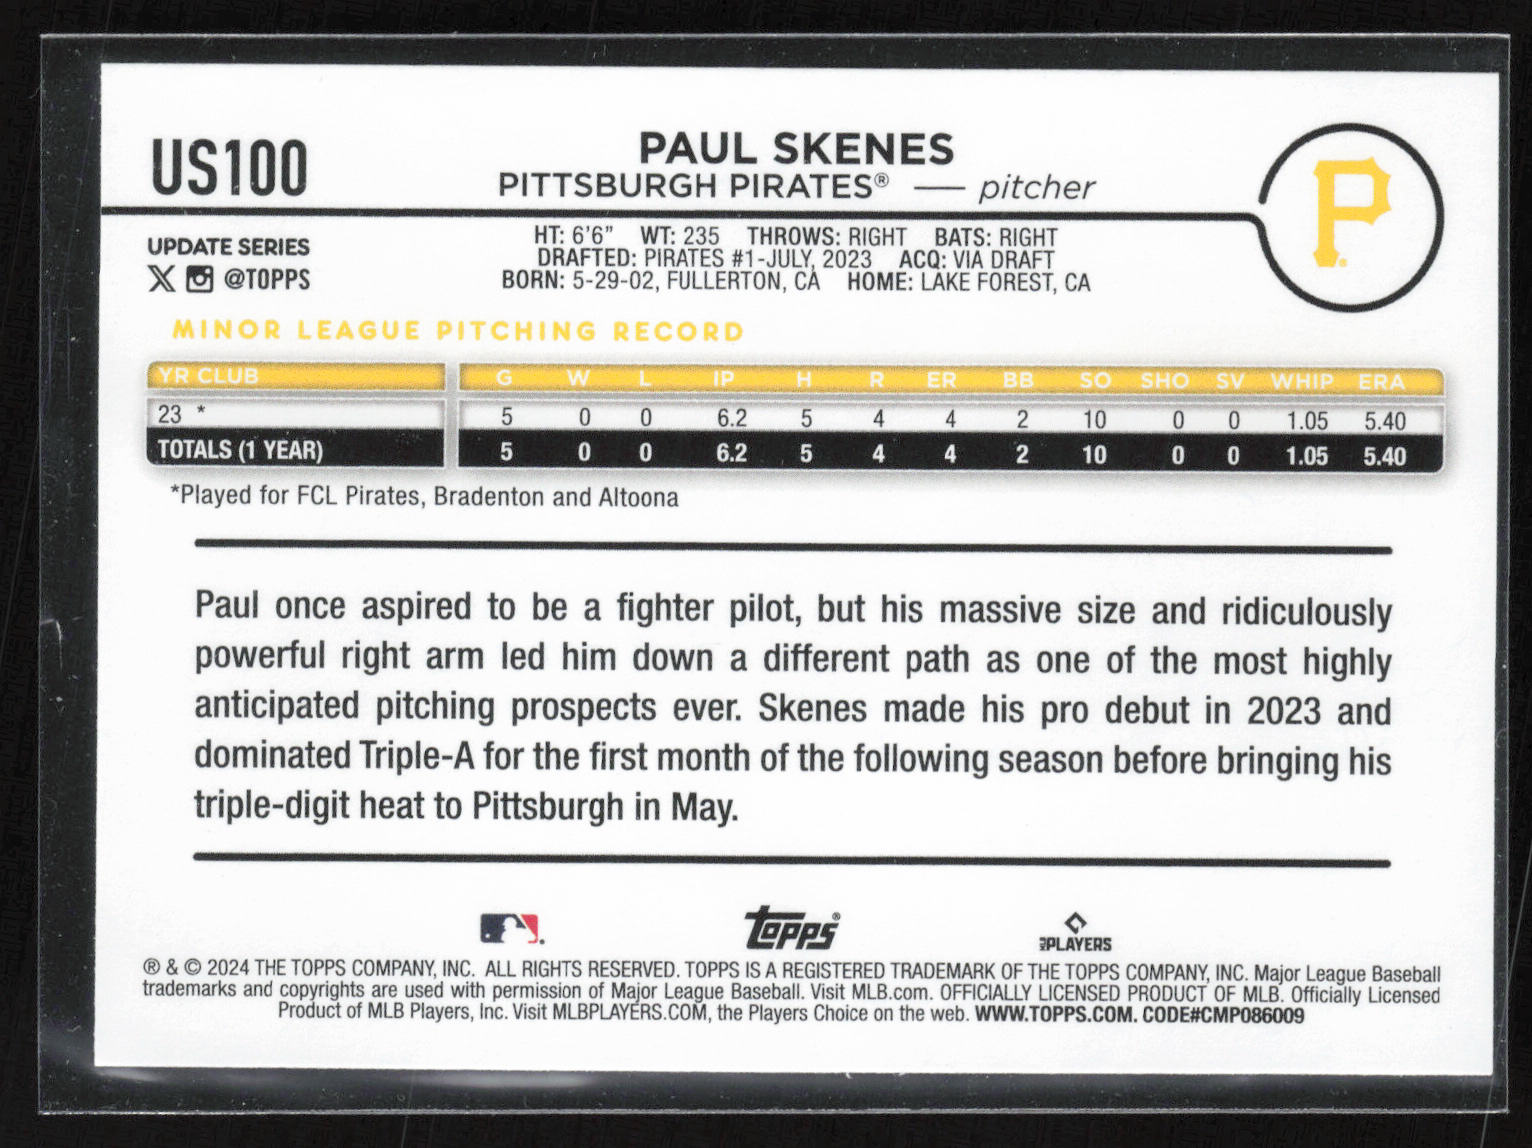 US100
PAUL SKENES
PITTSBURGH PIRATES® — pitcher
P
UPDATE SERIES
@TOPPS
HT: 6'6" WT: 235 THROWS: RIGHT BATS: RIGHT
DRAFTED: PIRATES #1-JULY, 2023 ACQ: VIA DRAFT
BORN: 5-29-02, FULLERTON, CA HOME: LAKE FOREST, CA
MINOR LEAGUE PITCHING RECORD
YR CLUB G W L IP H R ER BB SO SHO SV WHIP ERA
23 * 5 0 0 6.2 5 4 4 2 10 0 0 1.05 5.40
TOTALS (1 YEAR) 5 0 0 6.2 5 4 4 2 10 0 0 1.05 5.40
*Played for FCL Pirates, Bradenton and Altoona
Paul once aspired to be a fighter pilot, but his massive size and ridiculously
powerful right arm led him down a different path as one of the most highly
anticipated pitching prospects ever. Skenes made his pro debut in 2023 and
dominated Triple-A for the first month of the following season before bringing his
triple-digit heat to Pittsburgh in May.
Topps®
PLAYERS
® & © 2024 THE TOPPS COMPANY, INC. ALL RIGHTS RESERVED. TOPPS IS A REGISTERED TRADEMARK OF THE TOPPS COMPANY, INC. Major League Baseball
trademarks and copyrights are used with permission of Major League Baseball. Visit MLB.com. OFFICIALLY LICENSED PRODUCT OF MLB. Officially Licensed
Product of MLB Players, Inc. Visit MLBPLAYERS.COM, the Players Choice on the web. WWW.TOPPS.COM. CODE#CMP086009